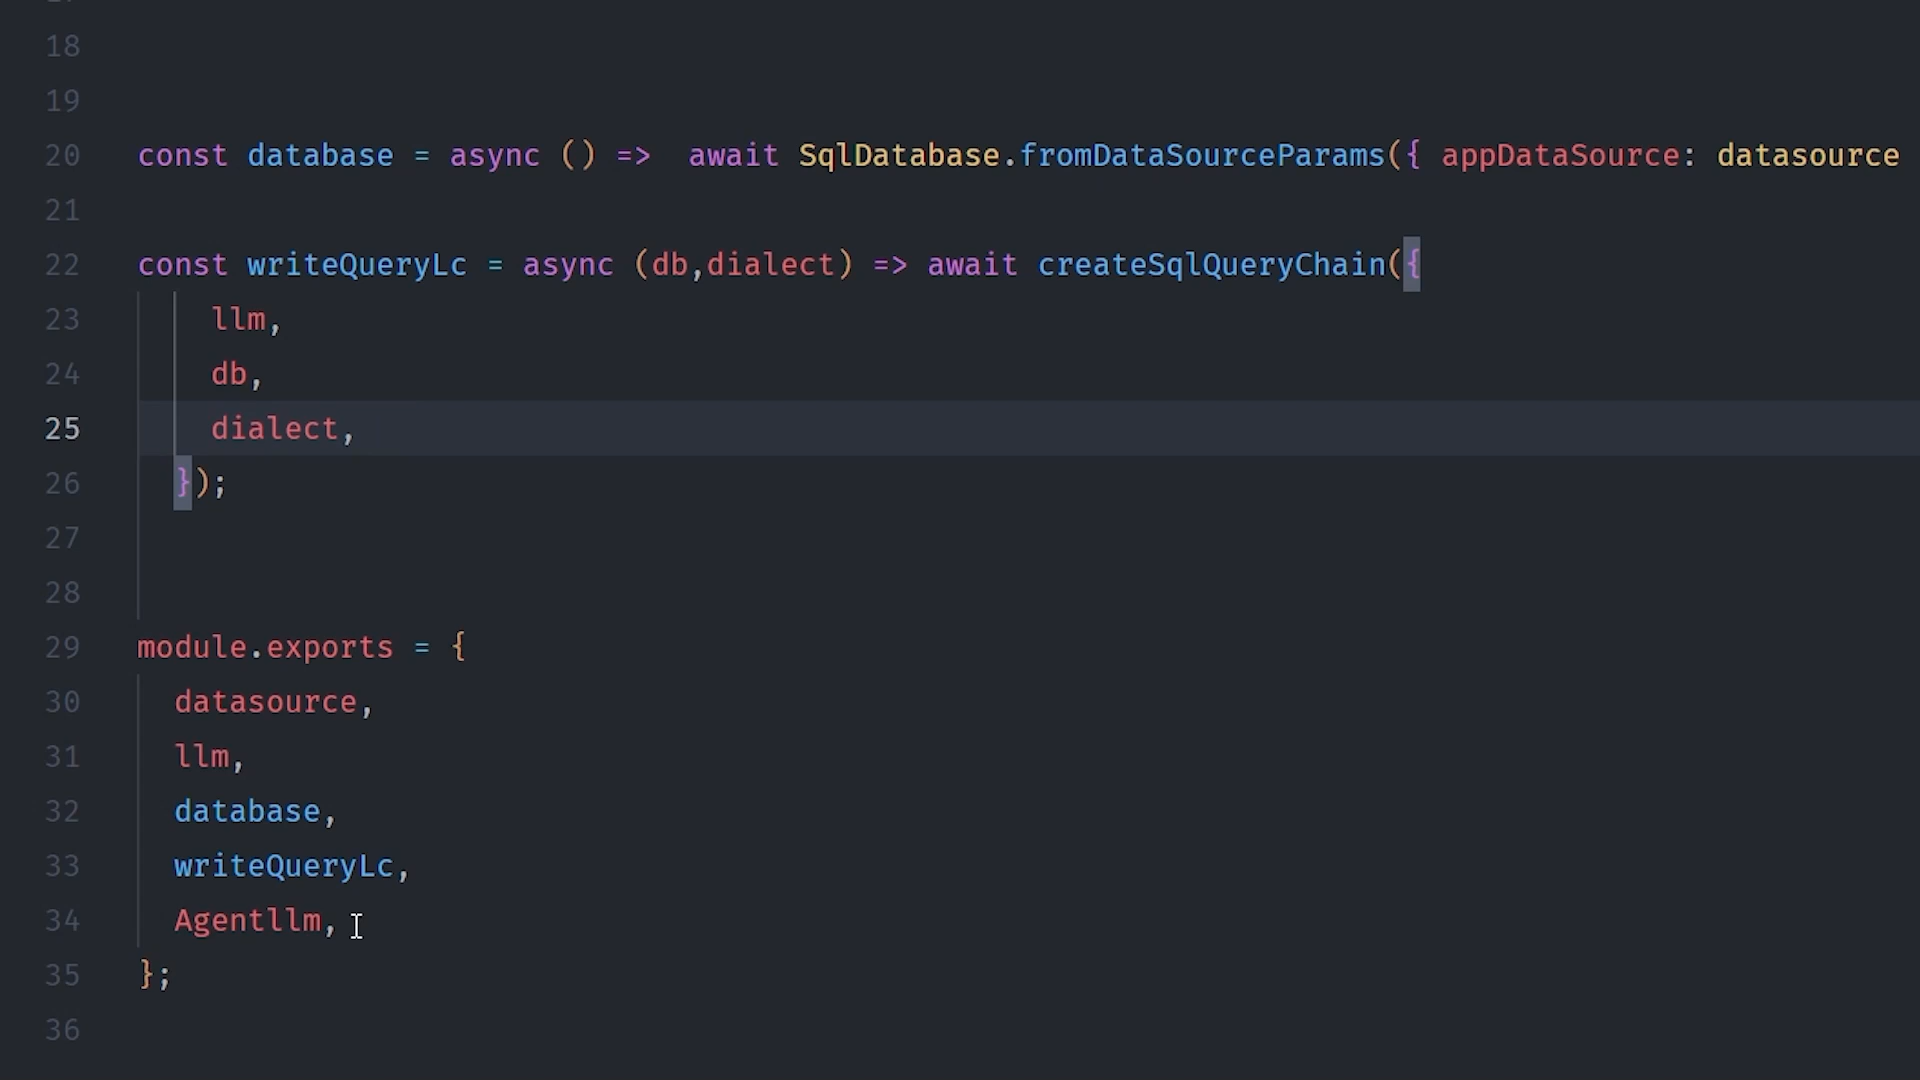 18
19
20 const database = async () =>  await SqlDatabase.fromDataSourceParams({ appDataSource: datasource
21
22 const writeQueryLc = async (db,dialect) => await createSqlQueryChain({
23     llm,
24     db,
25     dialect,
26   });
27
28
29 module.exports = {
30   datasource,
31   llm,
32   database,
33   writeQueryLc,
34   Agentllm,
35 };
36